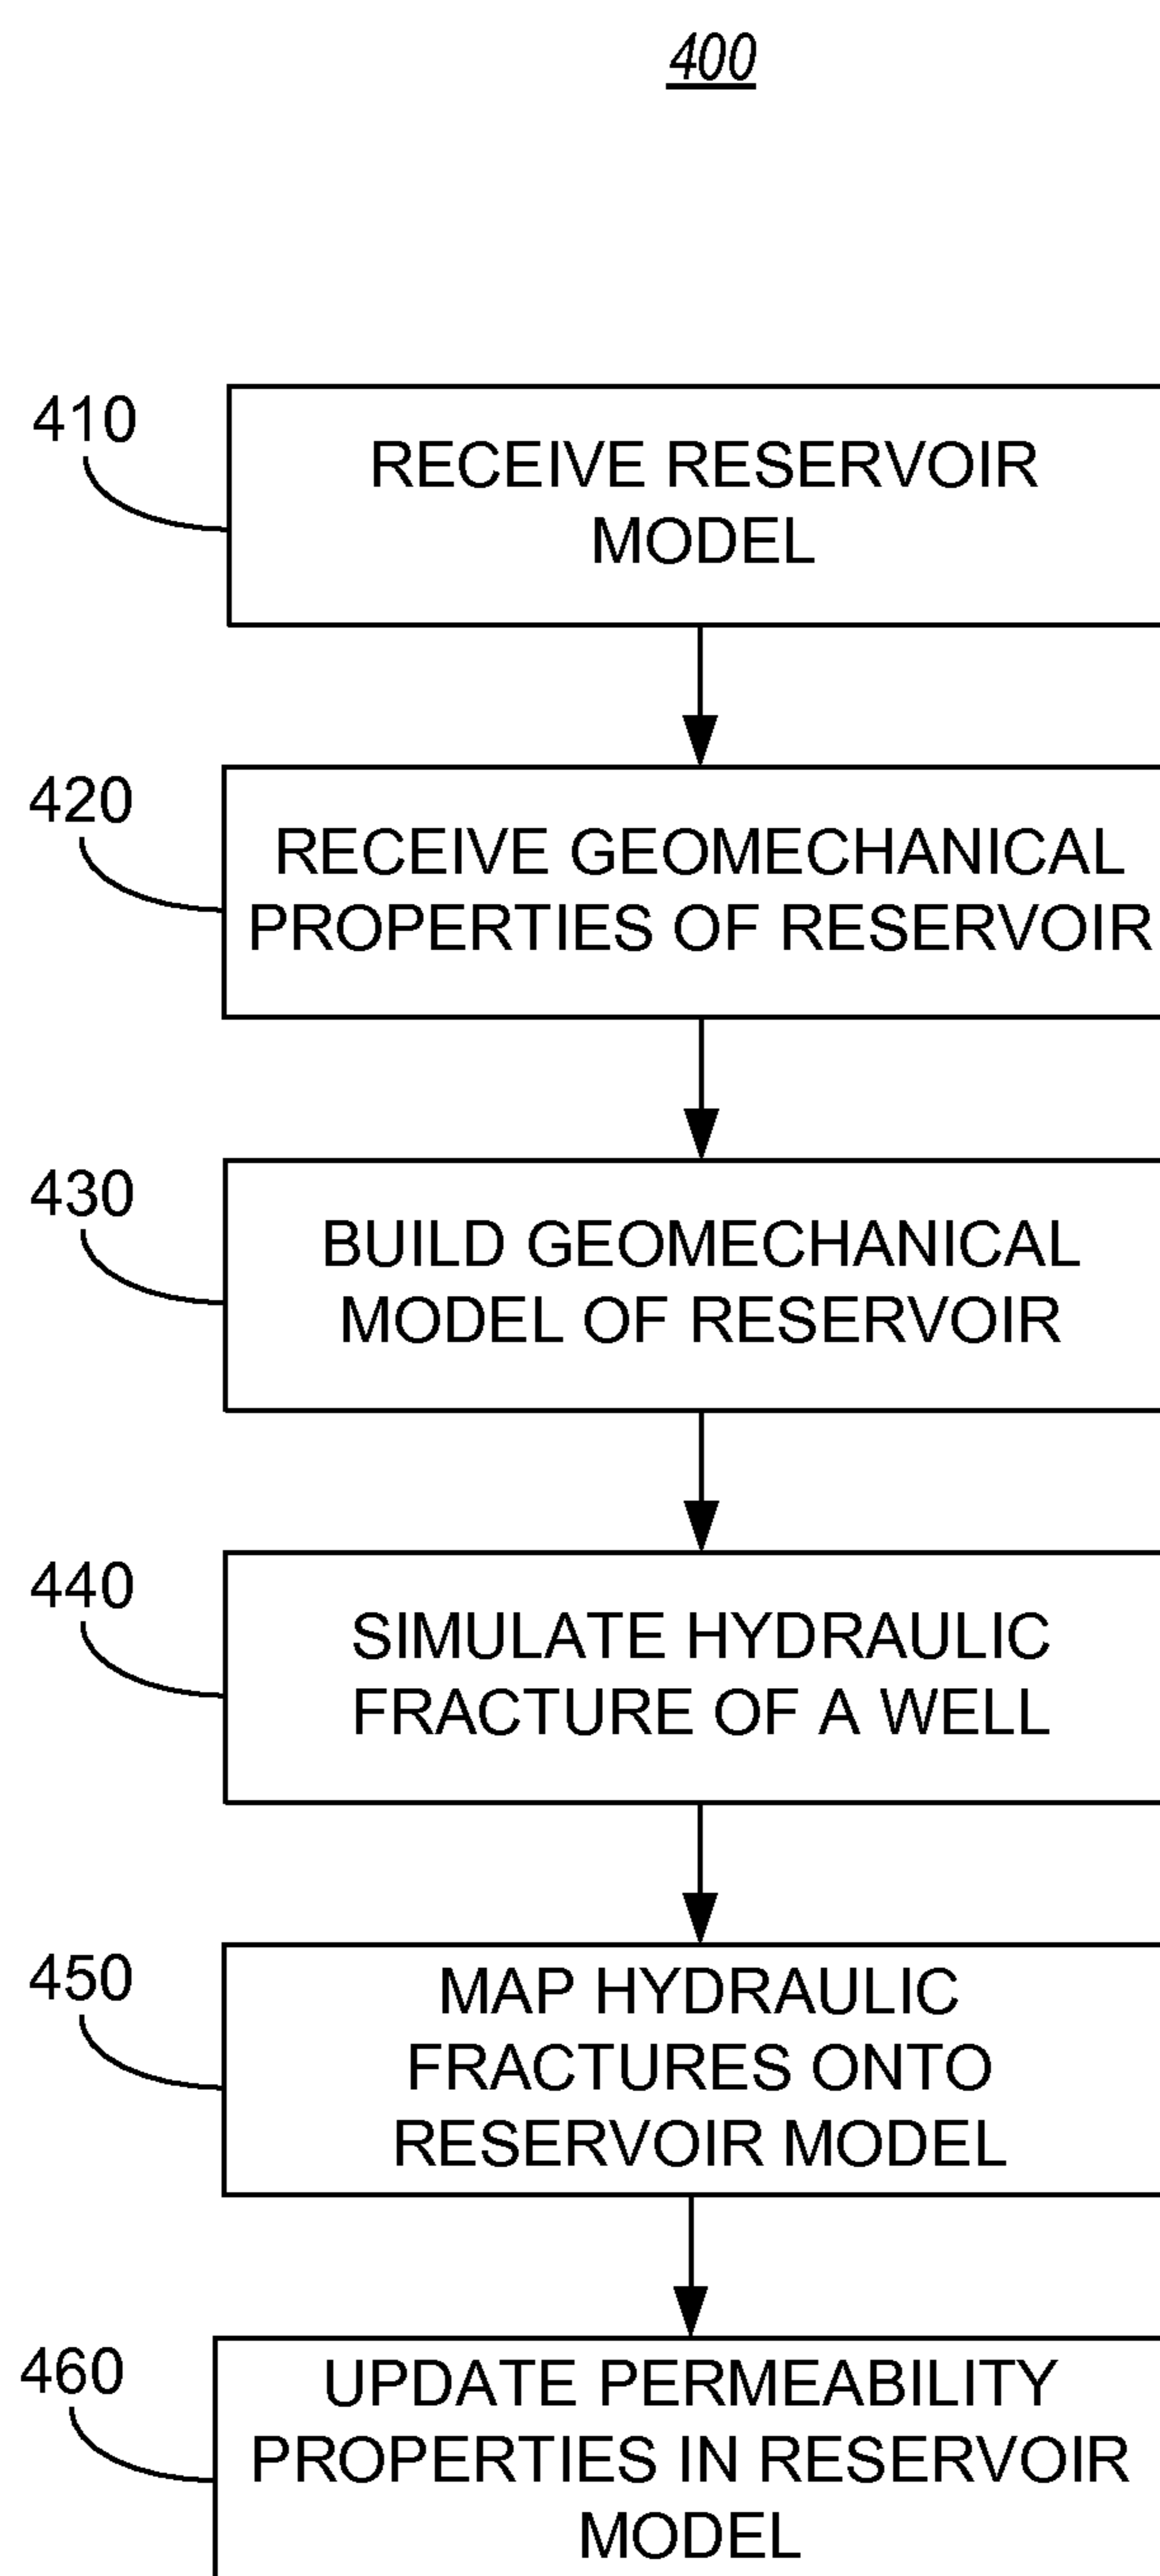 400
410
RECEIVE RESERVOIR
MODEL
420
RECEIVE GEOMECHANICAL
PROPERTIES OF RESERVOIR
430
BUILD GEOMECHANICAL
MODEL OF RESERVOIR
440
SIMULATE HYDRAULIC
FRACTURE OF A WELL
450
MAP HYDRAULIC
FRACTURES ONTO
RESERVOIR MODEL
460
UPDATE PERMEABILITY
PROPERTIES IN RESERVOIR
MODEL